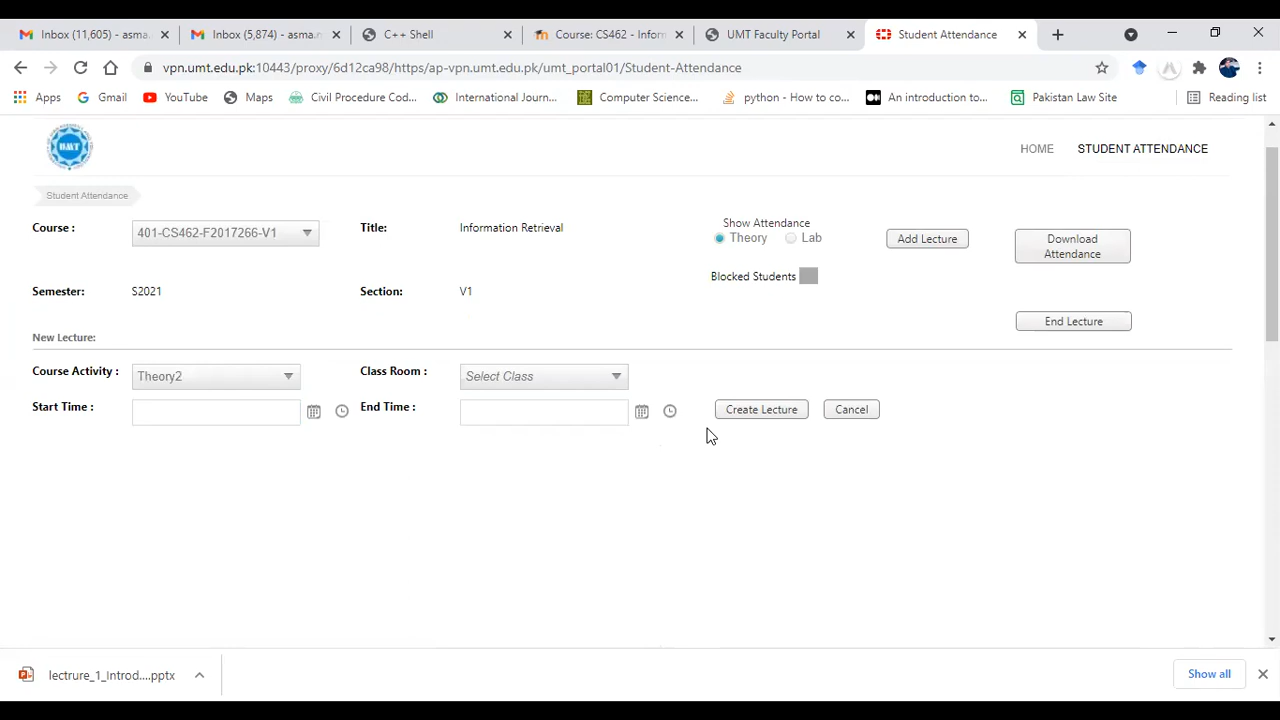 Inbox (11,605) - asma.
Inbox (5,874) - asma.r
C++ Shell
Course: CS462 - Inforr
UMT Faculty Portal
Student Attendance
vpn.umt.edu.pk:10443/proxy/6d12ca98/https/ap-vpn.umt.edu.pk/umt_portal01/Student-Attendance
Apps
Gmail
YouTube
Maps
Civil Procedure Cod...
International Journ...
Computer Science...
python - How to co...
An introduction to...
Pakistan Law Site
Reading list
UMT
HOME
STUDENT ATTENDANCE
Student Attendance
Course :
401-CS462-F2017266-V1
Title:
Information Retrieval
Show Attendance
Theory
Lab
Add Lecture
Download
Attendance
Blocked Students
Semester:
S2021
Section:
V1
End Lecture
New Lecture:
Course Activity :
Theory2
Class Room :
Select Class
Start Time :
End Time :
Create Lecture
Cancel
lectrure_1_Introd....pptx
Show all